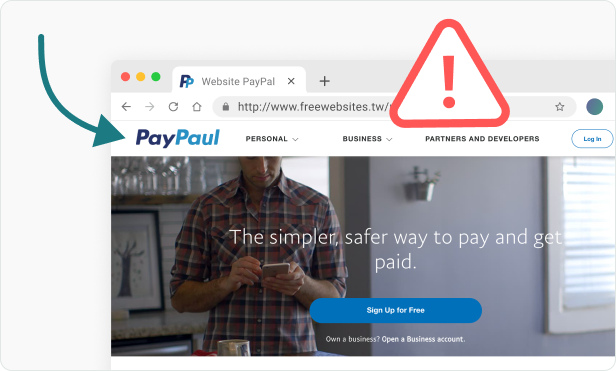 Website PayPal
http://www.freewebsites.tw/
PayPaul
PERSONAL
BUSINESS
PARTNERS AND DEVELOPERS
Log In
The simpler, safer way to pay and get
paid.
Sign Up for Free
Own a business? Open a Business account.